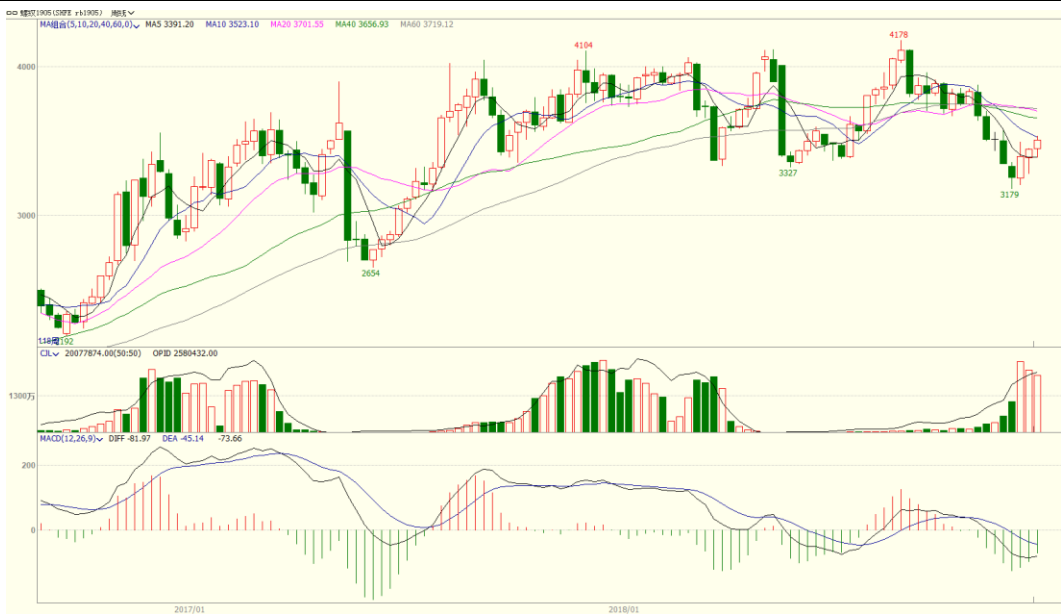 螺纹1905(SHFE rb1905) 周线
MA组合(5,10,20,40,60,0) MA5 3391.20 MA10 3523.10 MA20 3701.55 MA40 3656.93 MA60 3719.12
4178
4104
4000
3327
3179
3000
2654
CJL 20077874.00(50:50) OPID 2580432.00
1300万
MACD(12,26,9) DIFF -81.97 DEA -45.14 -73.66
200
0
2017/01 2018/01